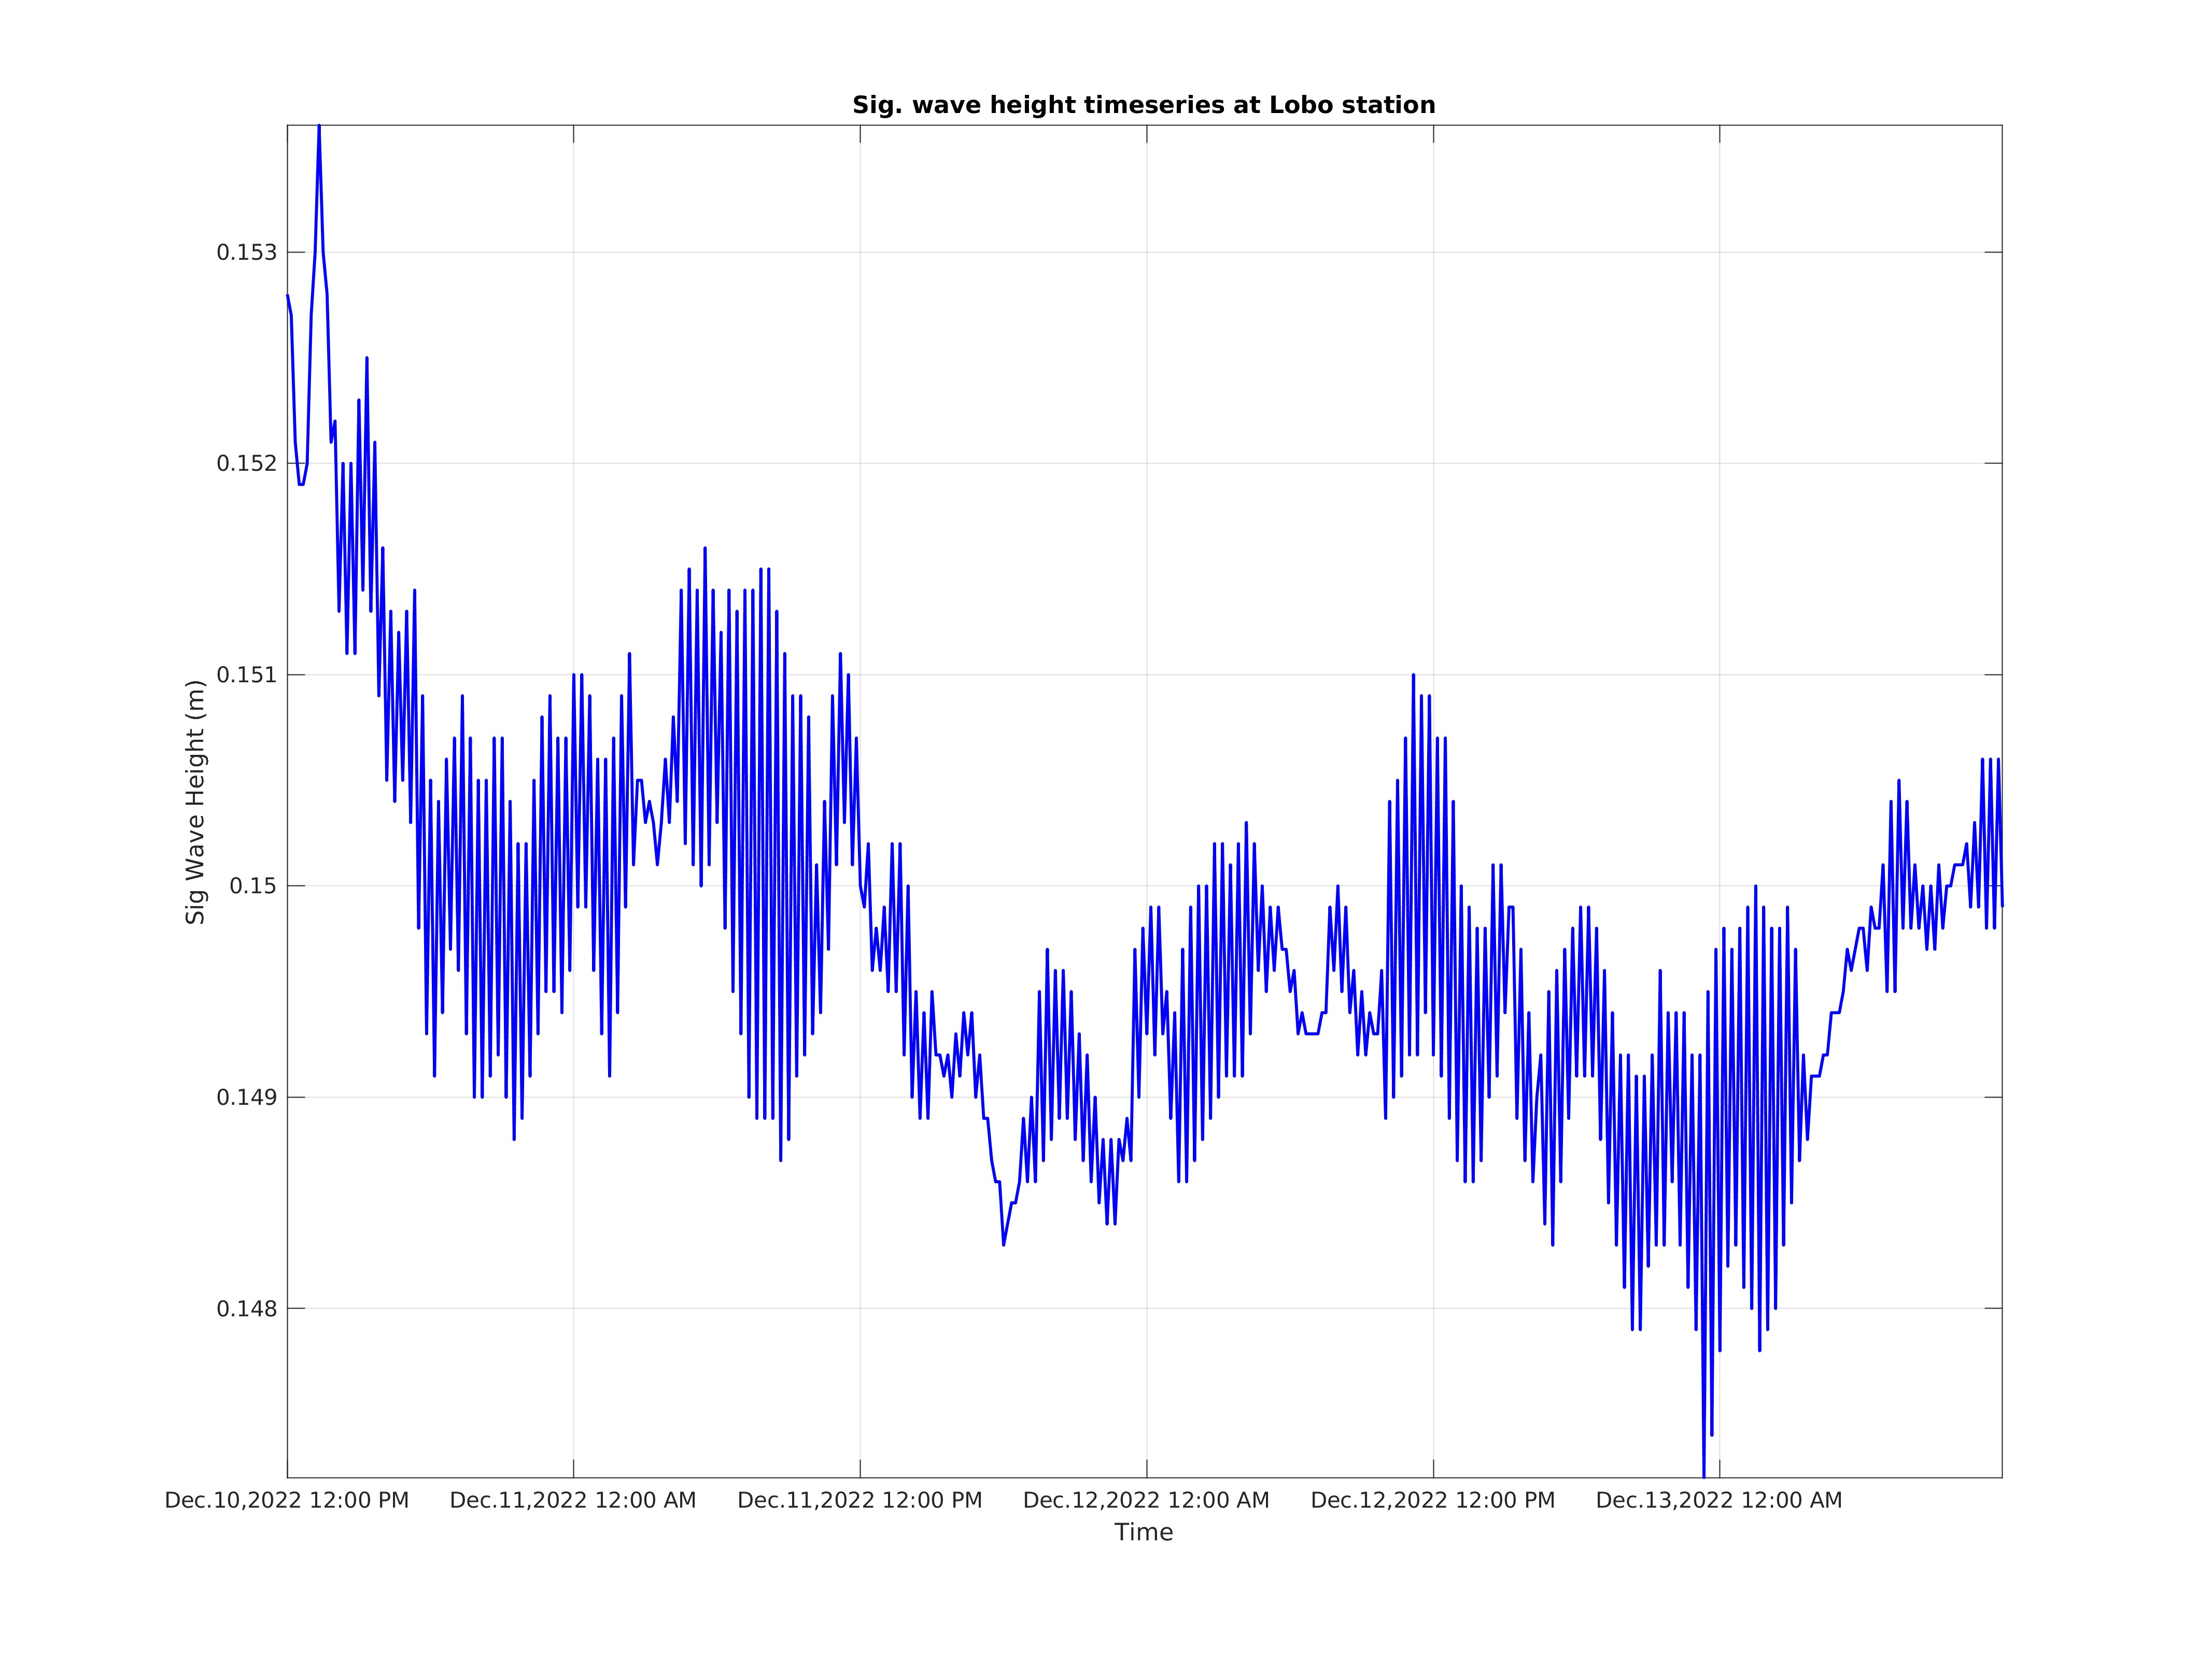 Sig. wave height timeseries at Lobo station
0.153
0.152
0.151
0.15
0.149
0.148
Sig Wave Height (m)
Dec.10,2022 12:00 PM
Dec.11,2022 12:00 AM
Dec.11,2022 12:00 PM
Dec.12,2022 12:00 AM
Dec.12,2022 12:00 PM
Dec.13,2022 12:00 AM
Time